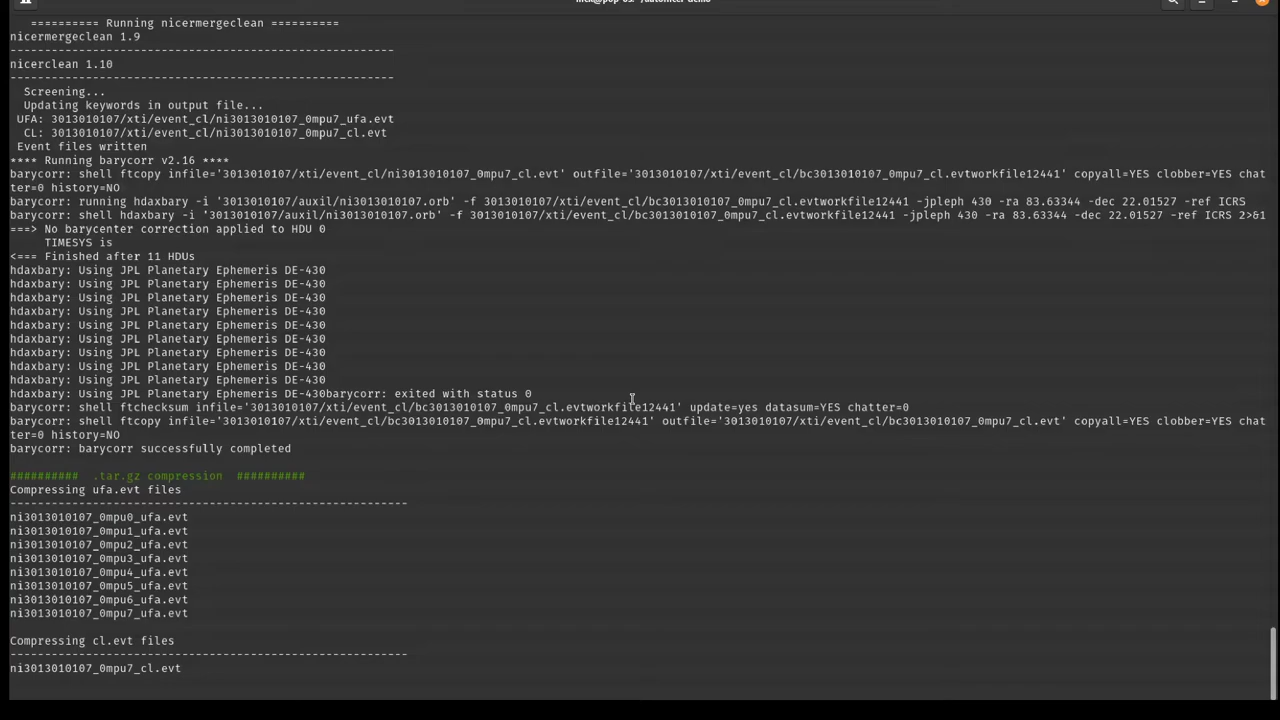 ========== Running nicermergeclean ==========
nicermergeclean 1.9
--------------------------------------------------------
nicerclean 1.10
--------------------------------------------------------
Screening...
Updating keywords in output file...
UFA: 3013010107/xti/event_cl/ni3013010107_0mpu7_ufa.evt
CL: 3013010107/xti/event_cl/ni3013010107_0mpu7_cl.evt
Event files written
**** Running barycorr v2.16 ****
barycorr: shell ftcopy infile='3013010107/xti/event_cl/ni3013010107_0mpu7_cl.evt' outfile='3013010107/xti/event_cl/bc3013010107_0mpu7_cl.evtworkfile12441' copyall=YES clobber=YES chat
ter=0 history=NO
barycorr: running hdaxbary -i '3013010107/auxil/ni3013010107.orb' -f 3013010107/xti/event_cl/bc3013010107_0mpu7_cl.evtworkfile12441 -jpleph 430 -ra 83.63344 -dec 22.01527 -ref ICRS
barycorr: shell hdaxbary -i '3013010107/auxil/ni3013010107.orb' -f 3013010107/xti/event_cl/bc3013010107_0mpu7_cl.evtworkfile12441 -jpleph 430 -ra 83.63344 -dec 22.01527 -ref ICRS 2>&1
===> No barycenter correction applied to HDU 0
TIMESYS is
<=== Finished after 11 HDUs
hdaxbary: Using JPL Planetary Ephemeris DE-430
hdaxbary: Using JPL Planetary Ephemeris DE-430
hdaxbary: Using JPL Planetary Ephemeris DE-430
hdaxbary: Using JPL Planetary Ephemeris DE-430
hdaxbary: Using JPL Planetary Ephemeris DE-430
hdaxbary: Using JPL Planetary Ephemeris DE-430
hdaxbary: Using JPL Planetary Ephemeris DE-430
hdaxbary: Using JPL Planetary Ephemeris DE-430
hdaxbary: Using JPL Planetary Ephemeris DE-430
hdaxbary: Using JPL Planetary Ephemeris DE-430barycorr: exited with status 0
barycorr: shell ftchecksum infile='3013010107/xti/event_cl/bc3013010107_0mpu7_cl.evtworkfile12441' update=yes datasum=YES chatter=0
barycorr: shell ftcopy infile='3013010107/xti/event_cl/bc3013010107_0mpu7_cl.evtworkfile12441' outfile='3013010107/xti/event_cl/bc3013010107_0mpu7_cl.evt' copyall=YES clobber=YES chat
ter=0 history=NO
barycorr: barycorr successfully completed
########## .tar.gz compression ##########
Compressing ufa.evt files
----------------------------------------------------------
ni3013010107_0mpu0_ufa.evt
ni3013010107_0mpu1_ufa.evt
ni3013010107_0mpu2_ufa.evt
ni3013010107_0mpu3_ufa.evt
ni3013010107_0mpu4_ufa.evt
ni3013010107_0mpu5_ufa.evt
ni3013010107_0mpu6_ufa.evt
ni3013010107_0mpu7_ufa.evt
Compressing cl.evt files
----------------------------------------------------------
ni3013010107_0mpu7_cl.evt